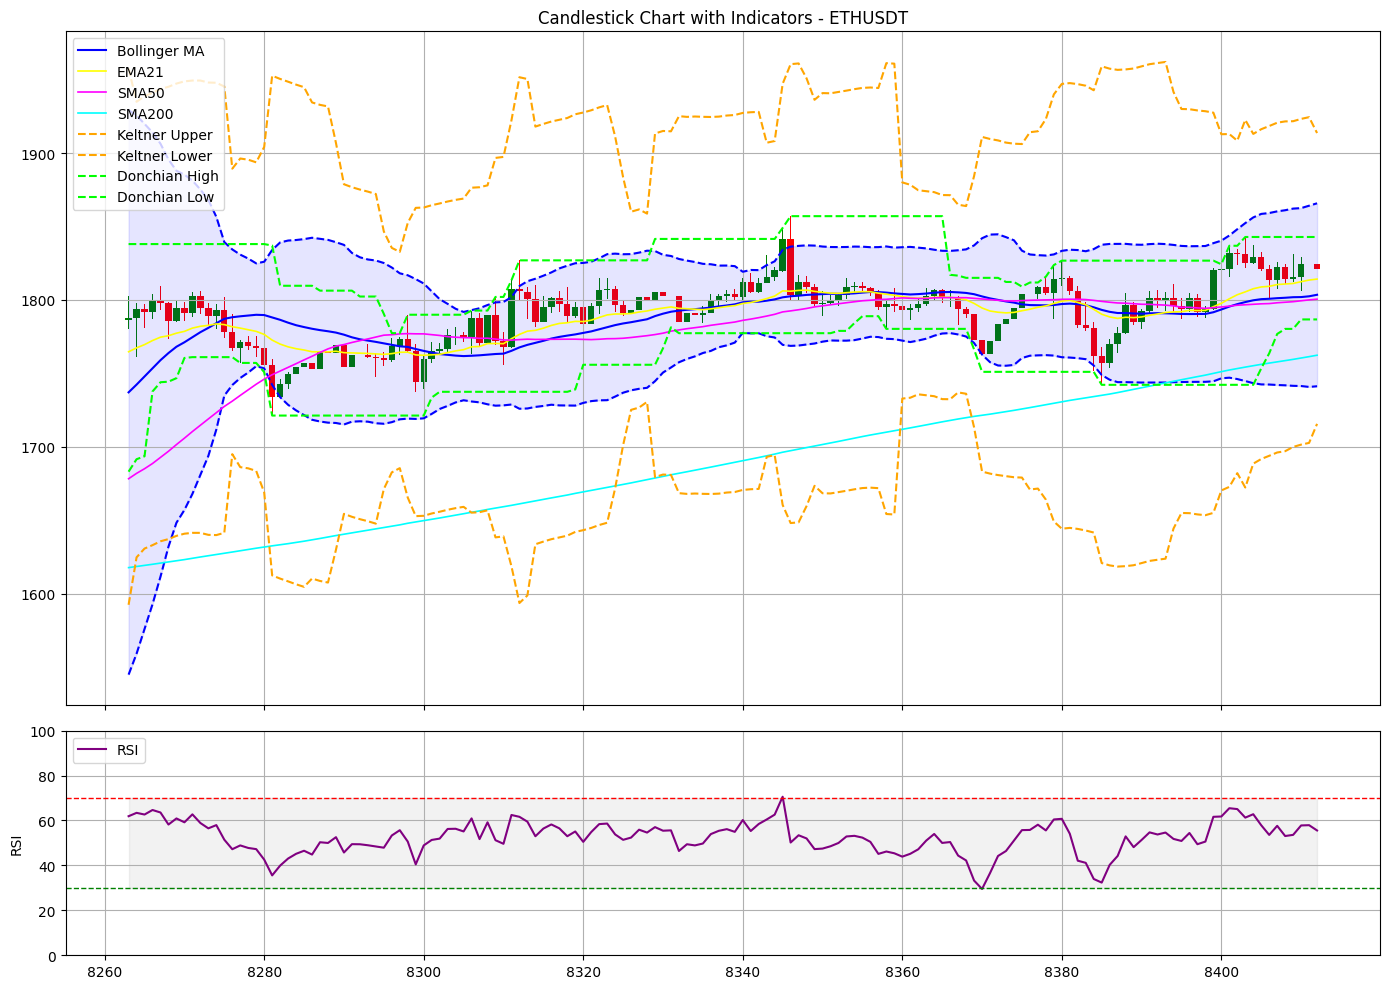 Candlestick Chart with Indicators - ETHUSDT
Bollinger MA
EMA21
SMA50
SMA200
Keltner Upper
Keltner Lower
Donchian High
Donchian Low
1900
1800
1700
1600
RSI
100
80
60
40
20
0
RSI
8260 8280 8300 8320 8340 8360 8380 8400